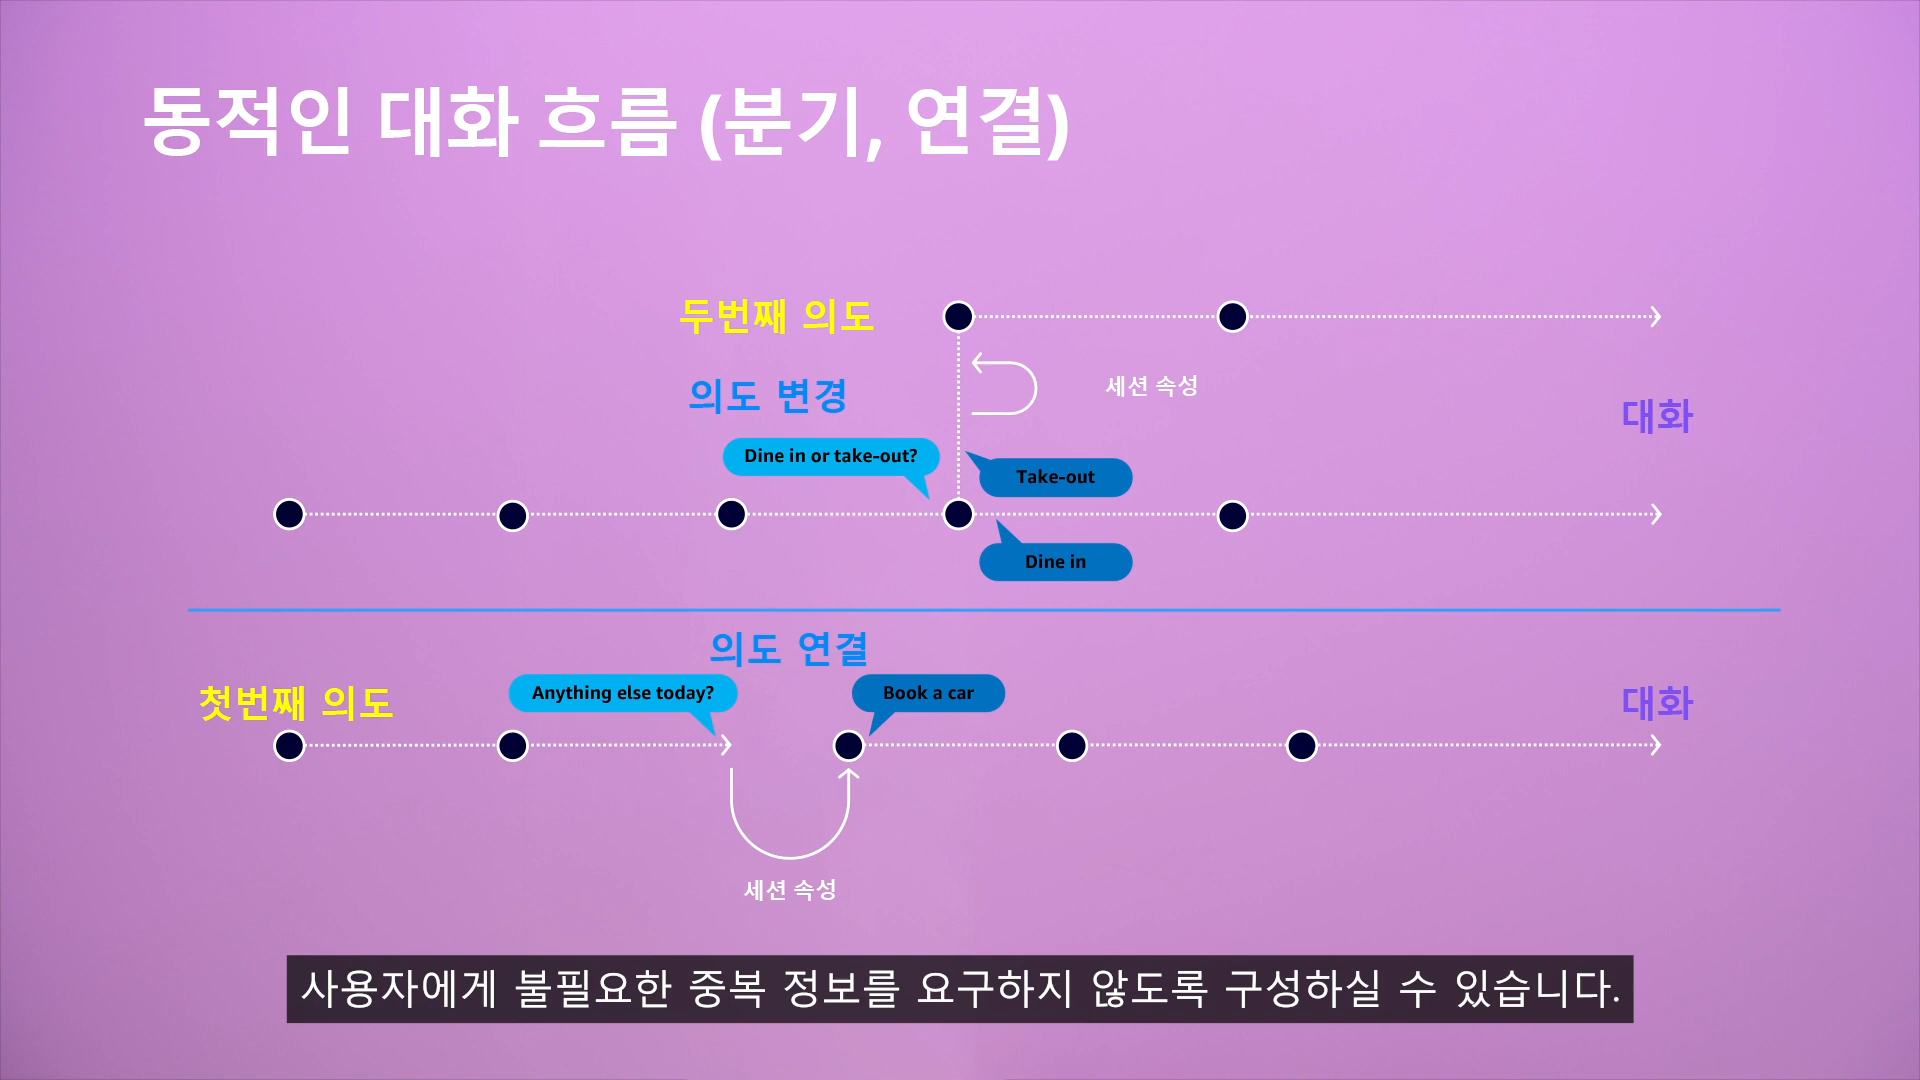 동적인 대화 흐름 (분기, 연결)
두번째 의도
의도 변경
세션 속성
대화
Dine in or take-out?
Take-out
Dine in
의도 연결
첫번째 의도
Anything else today?
Book a car
대화
세션 속성
사용자에게 불필요한 중복 정보를 요구하지 않도록 구성하실 수 있습니다.